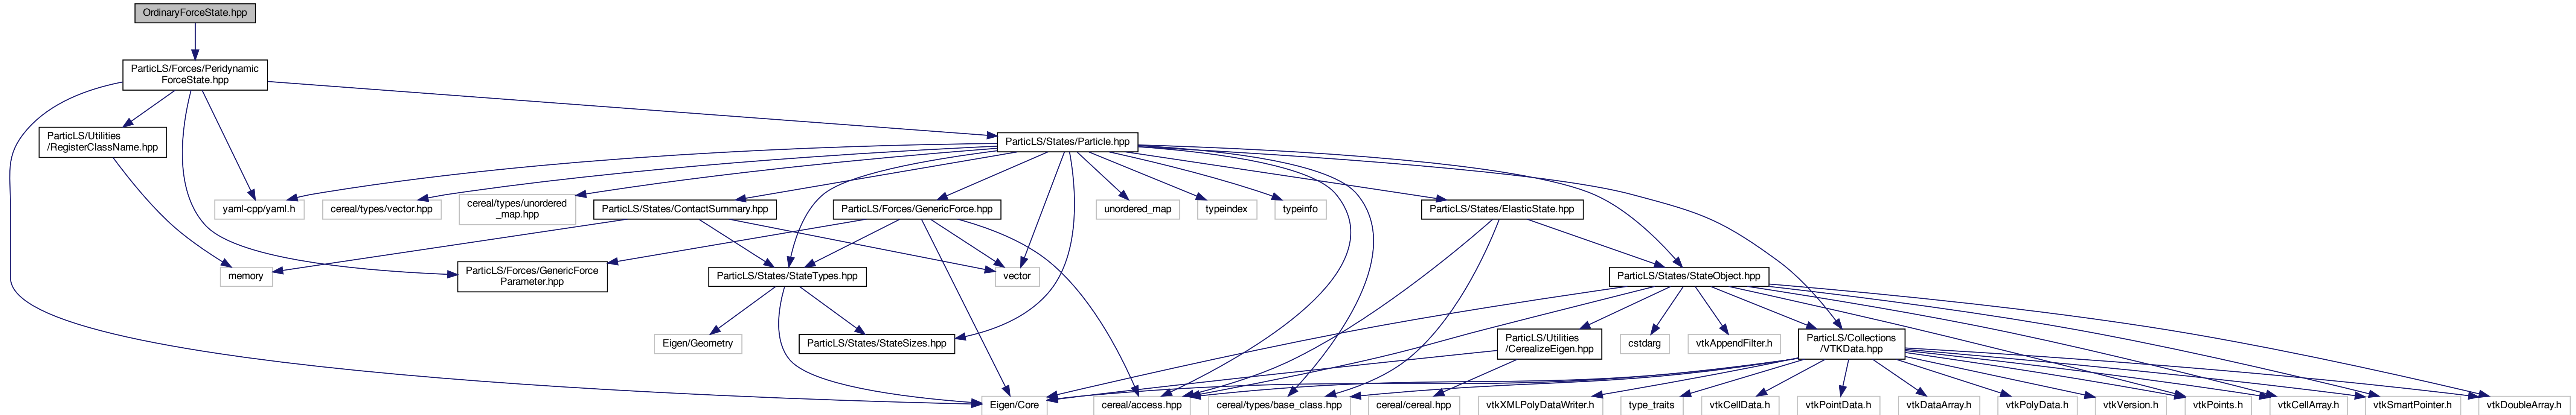 OrdinaryForceState.hpp
ParticLS/Forces/Peridynamic
ForceState.hpp
ParticLS/Utilities
/RegisterClassName.hpp
ParticLS/States/Particle.hpp
yaml-cpp/yaml.h
cereal/types/vector.hpp
cereal/types/unordered
_map.hpp
ParticLS/States/ContactSummary.hpp
ParticLS/Forces/GenericForce.hpp
unordered_map
typeindex
typeinfo
ParticLS/States/ElasticState.hpp
memory
ParticLS/Forces/GenericForce
Parameter.hpp
ParticLS/States/StateTypes.hpp
vector
ParticLS/States/StateObject.hpp
Eigen/Geometry
ParticLS/States/StateSizes.hpp
ParticLS/Utilities
/CerealizeEigen.hpp
cstdarg
vtkAppendFilter.h
ParticLS/Collections
/VTKData.hpp
Eigen/Core
cereal/access.hpp
cereal/types/base_class.hpp
cereal/cereal.hpp
vtkXMLPolyDataWriter.h
type_traits
vtkCellData.h
vtkPointData.h
vtkDataArray.h
vtkPolyData.h
vtkVersion.h
vtkPoints.h
vtkCellArray.h
vtkSmartPointer.h
vtkDoubleArray.h